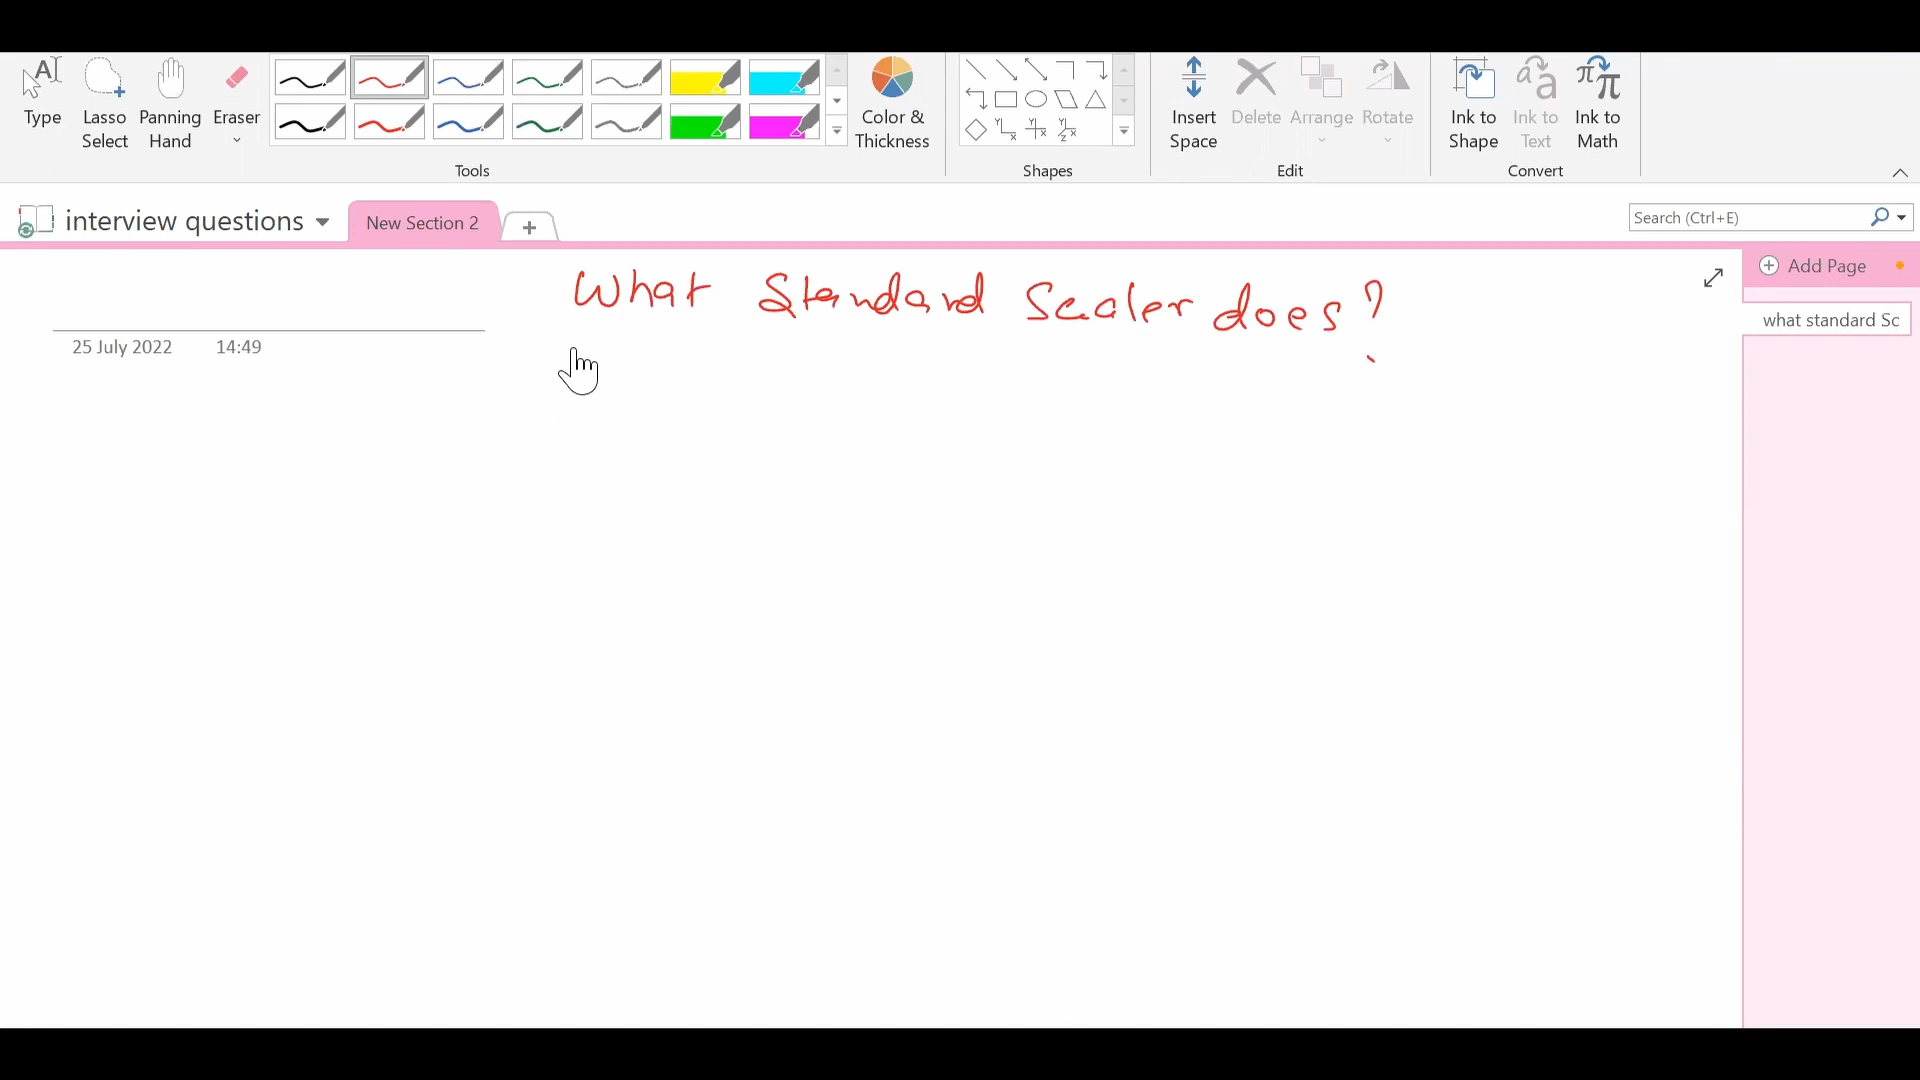 Type
Lasso Select
Panning Hand
Eraser
Color & Thickness
Insert Space
Delete
Arrange
Rotate
Ink to Shape
Ink to Text
Ink to Math
Tools
Shapes
Edit
Convert
interview questions
New Section 2
+
Search (Ctrl+E)
Add Page
What Standard Scaler does?
what standard Sc
25 July 2022 14:49